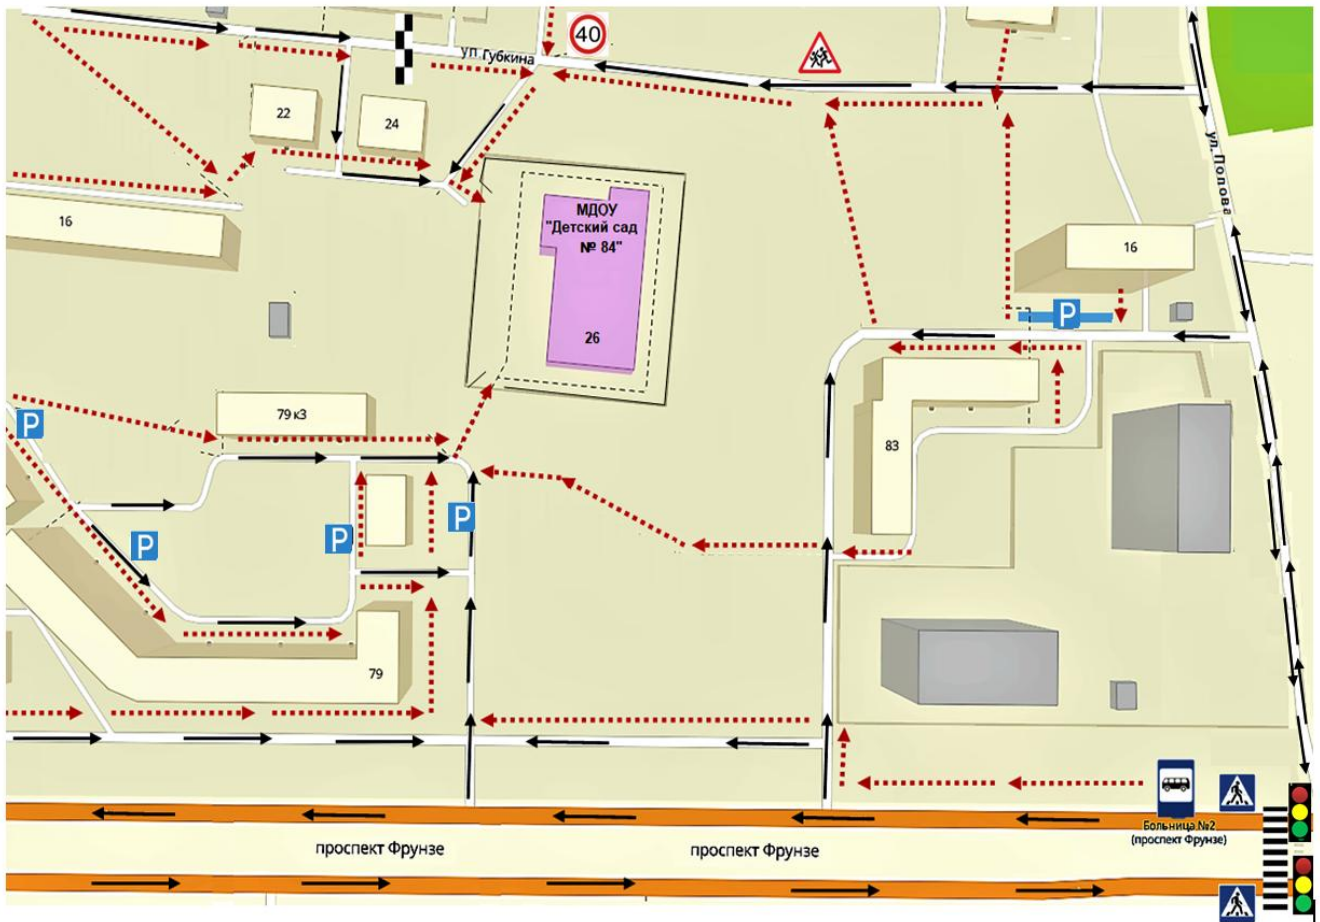 40
ул. Губкина
22
24
ул. Попова
16
МДОУ
"Детский сад
№ 84"
26
16
P
79 к3
P
83
P
P
P
79
Больница №2
(проспект Фрунзе)
проспект Фрунзе
проспект Фрунзе